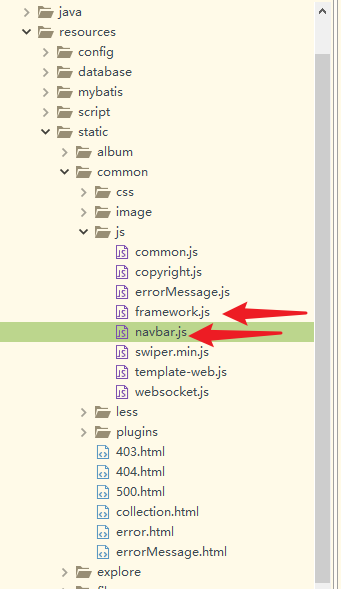 java
resources
config
database
mybatis
script
static
album
common
css
image
js
common.js
copyright.js
errorMessage.js
framework.js
navbar.js
swiper.min.js
template-web.js
websocket.js
less
plugins
403.html
404.html
500.html
collection.html
error.html
errorMessage.html
explore